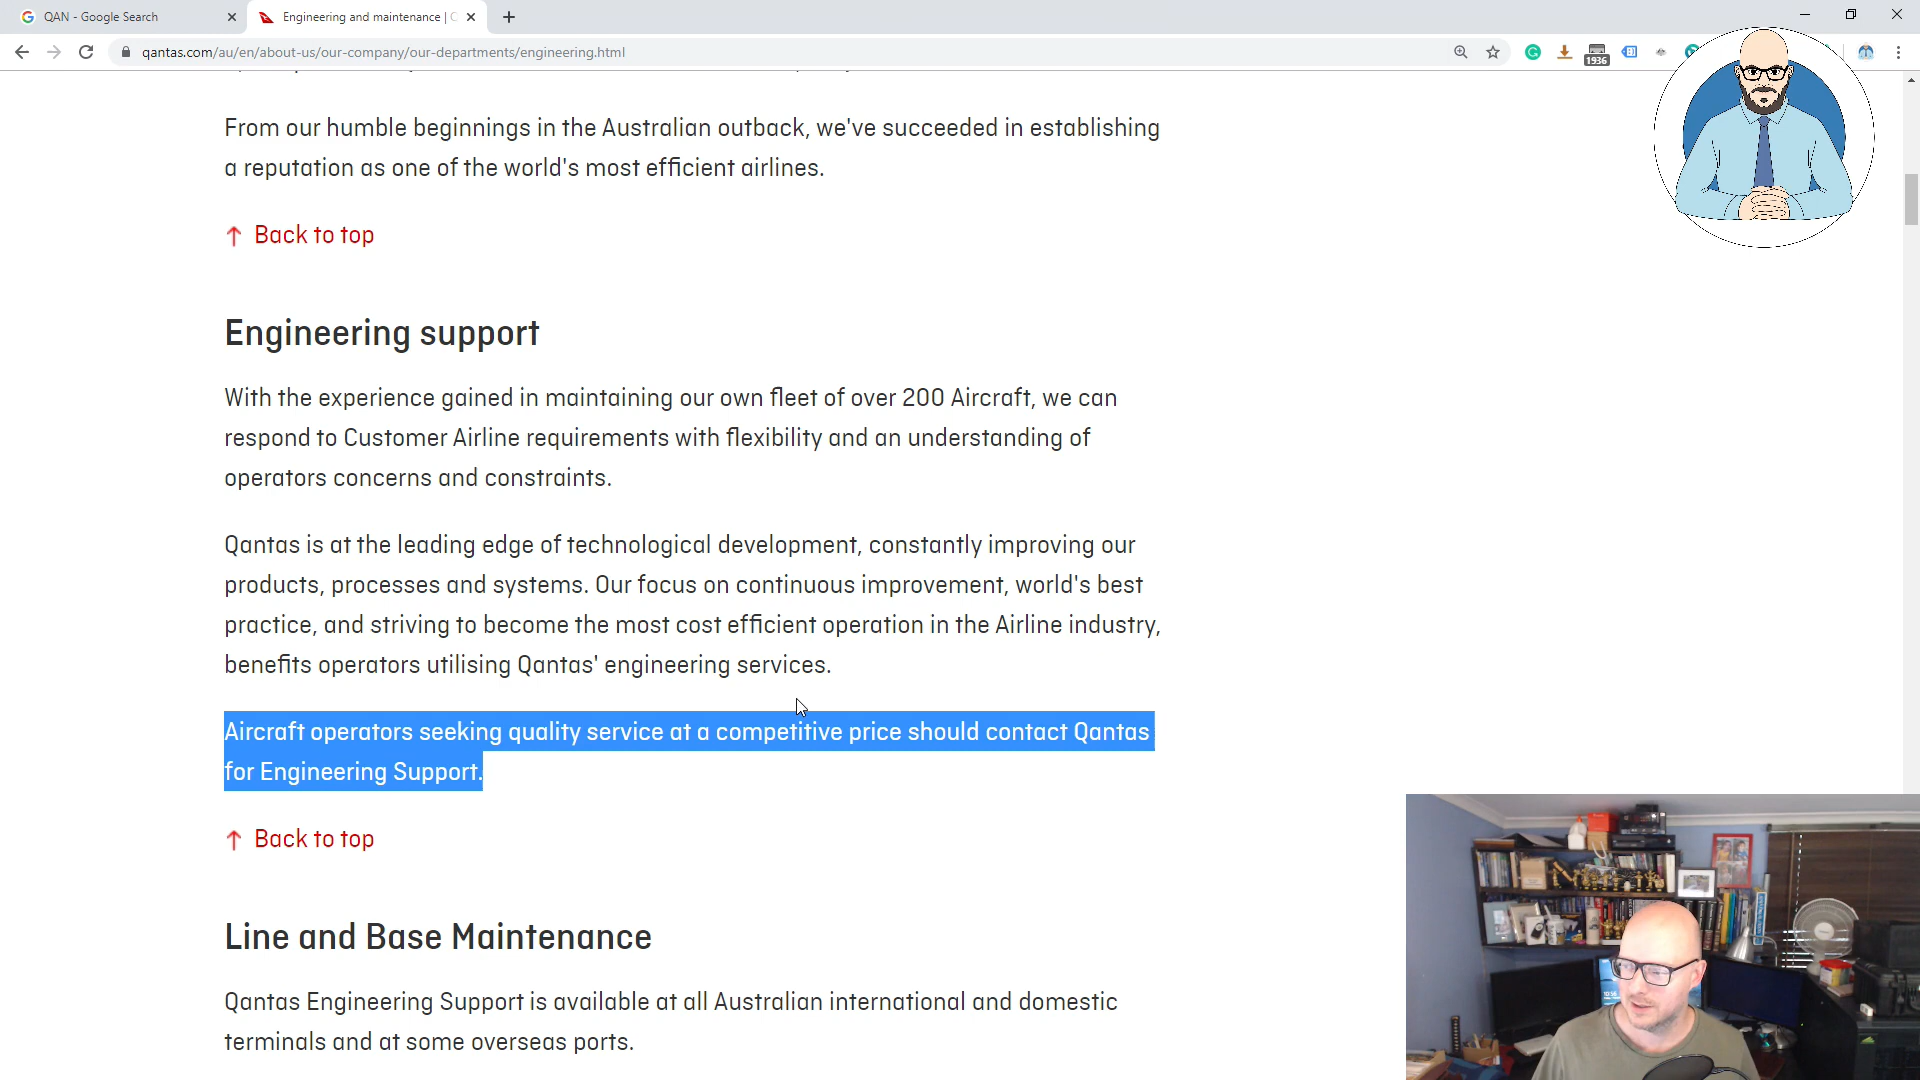 QAN - Google Search
Engineering and maintenance | Q
qantas.com/au/en/about-us/our-company/our-departments/engineering.html
1936
From our humble beginnings in the Australian outback, we've succeeded in establishing
a reputation as one of the world's most efficient airlines.
↑ Back to top
Engineering support
With the experience gained in maintaining our own fleet of over 200 Aircraft, we can
respond to Customer Airline requirements with flexibility and an understanding of
operators concerns and constraints.
Qantas is at the leading edge of technological development, constantly improving our
products, processes and systems. Our focus on continuous improvement, world's best
practice, and striving to become the most cost efficient operation in the Airline industry,
benefits operators utilising Qantas' engineering services.
Aircraft operators seeking quality service at a competitive price should contact Qantas
for Engineering Support.
↑ Back to top
Line and Base Maintenance
Qantas Engineering Support is available at all Australian international and domestic
terminals and at some overseas ports.
10:56